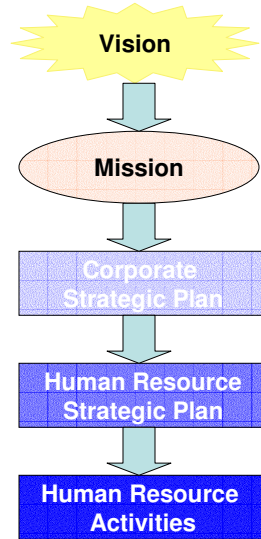 Vision
Mission
Corporate
Strategic Plan
Human Resource
Strategic Plan
Human Resource
Activities